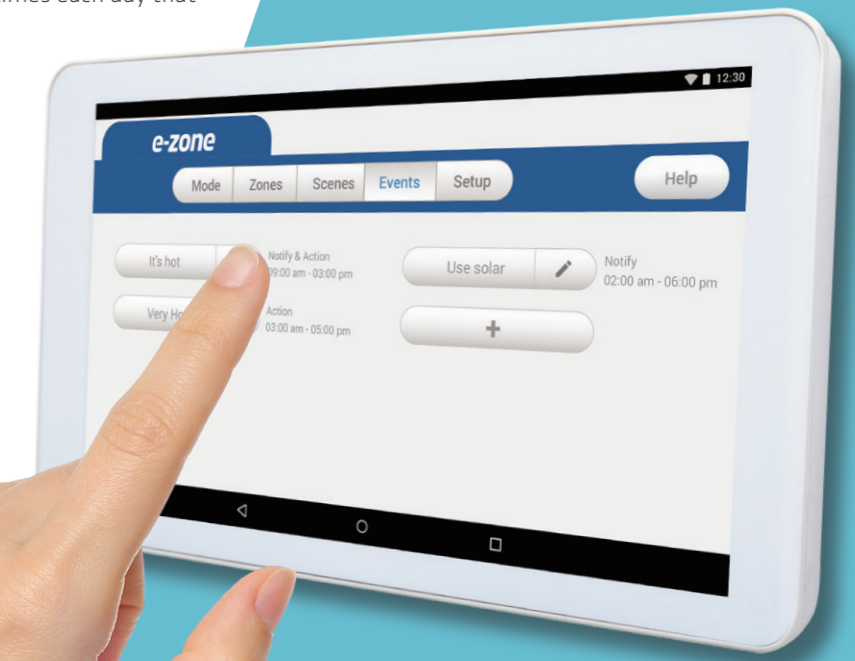 times each day that
12:30
e-zone
Mode
Zones
Scenes
Events
Setup
Help
It's hot
Notify & Action
09:00 am - 03:00 pm
Use solar
Notify
02:00 am - 06:00 pm
Very
Action
03:00 am - 05:00 pm
+